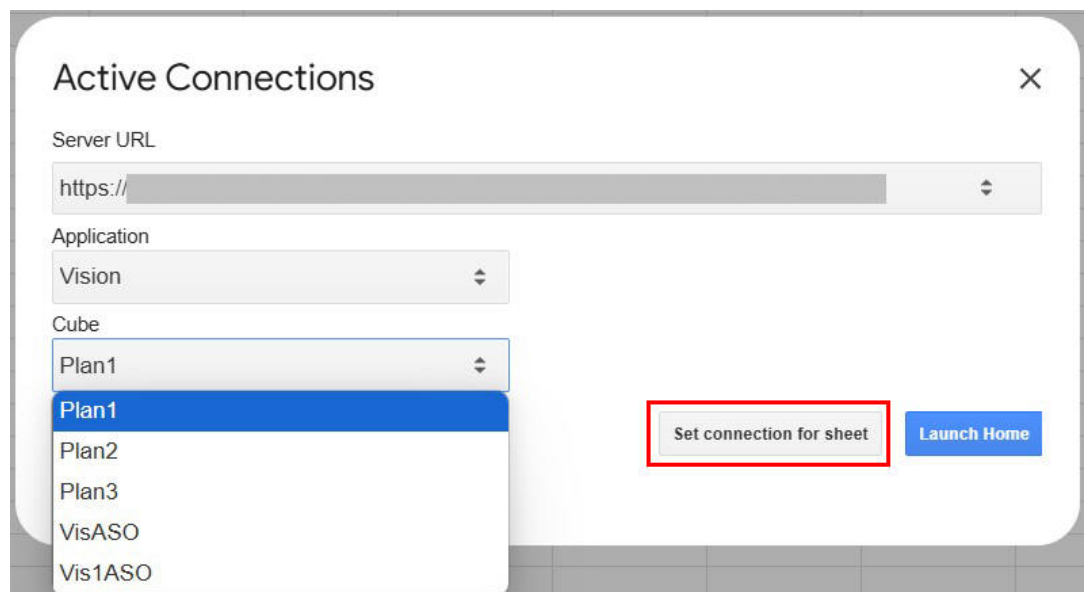 Active Connections
Server URL
https://
Application
Vision
Cube
Plan1
Plan1
Plan2
Plan3
VisASO
Vis1ASO
Set connection for sheet
Launch Home